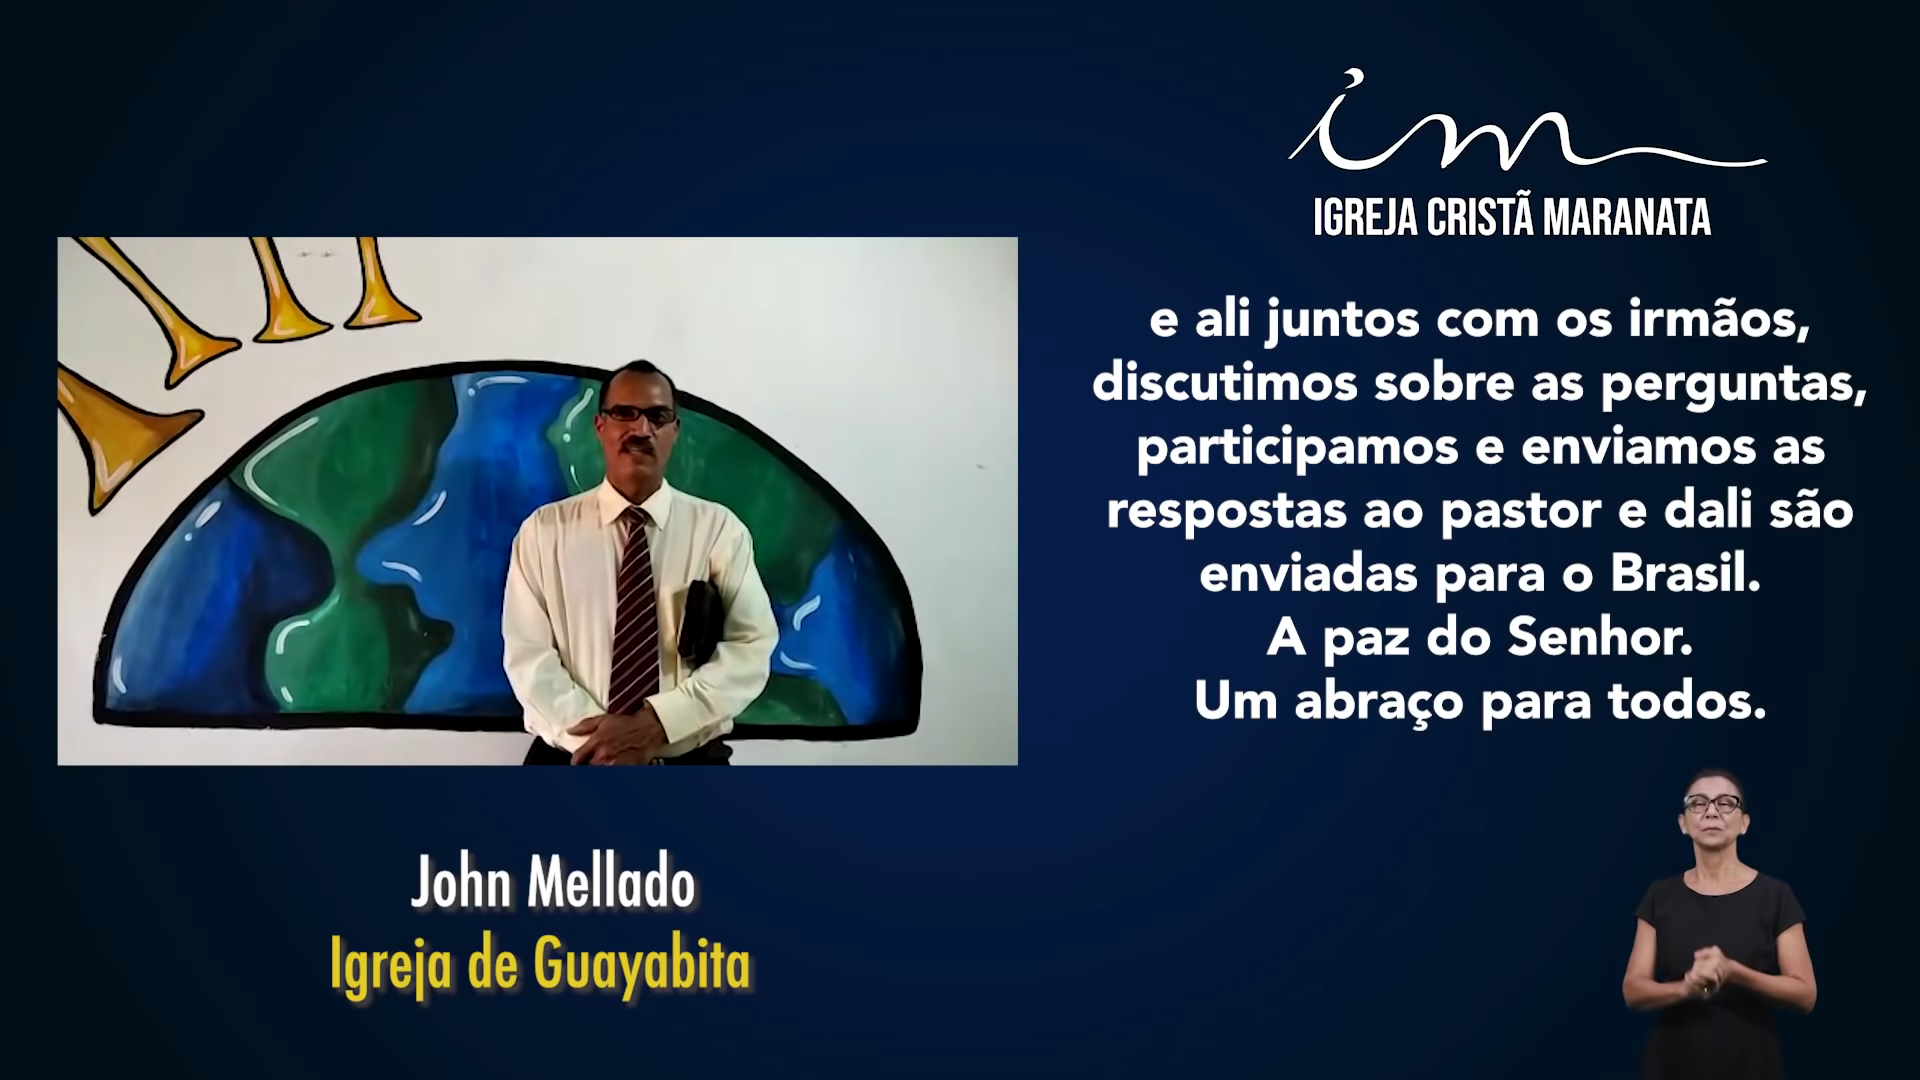 im
IGREJA CRISTÃ MARANATA
e ali juntos com os irmãos,
discutimos sobre as perguntas,
participamos e enviamos as
respostas ao pastor e dali são
enviadas para o Brasil.
A paz do Senhor.
Um abraço para todos.
John Mellado
Igreja de Guayabita